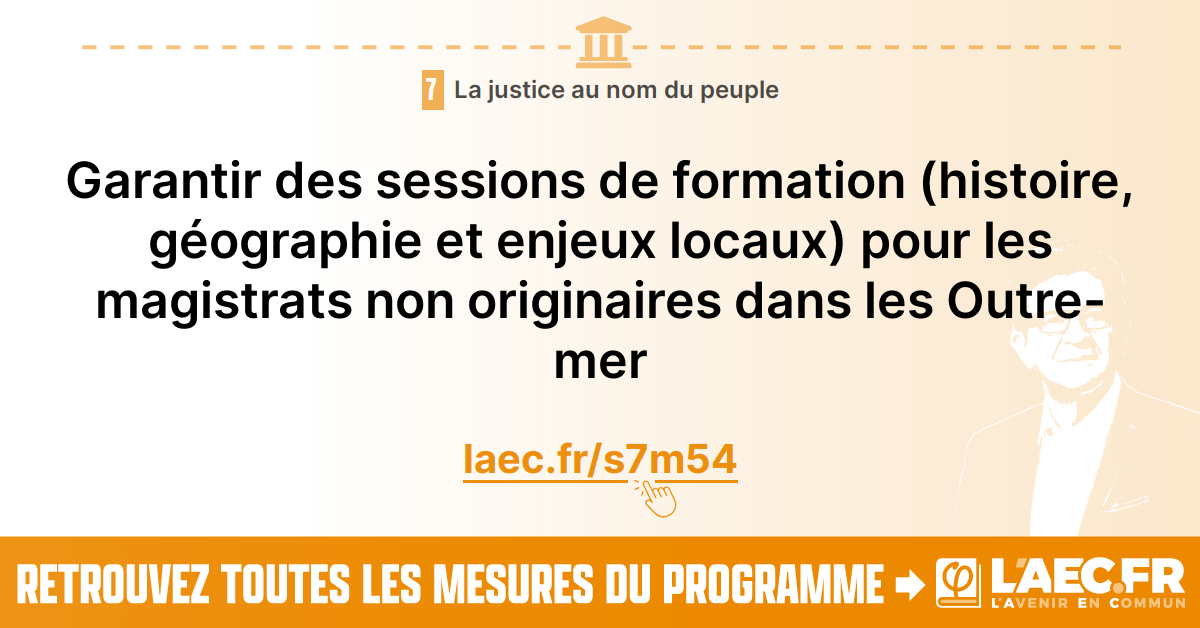 7 La justice au nom du peuple
Garantir des sessions de formation (histoire,
géographie et enjeux locaux) pour les
magistrats non originaires dans les Outre-
mer
laec.fr/s7m54
RETROUVEZ TOUTES LES MESURES DU PROGRAMME
φ L'AEC.FR
L'AVENIR EN COMMUN